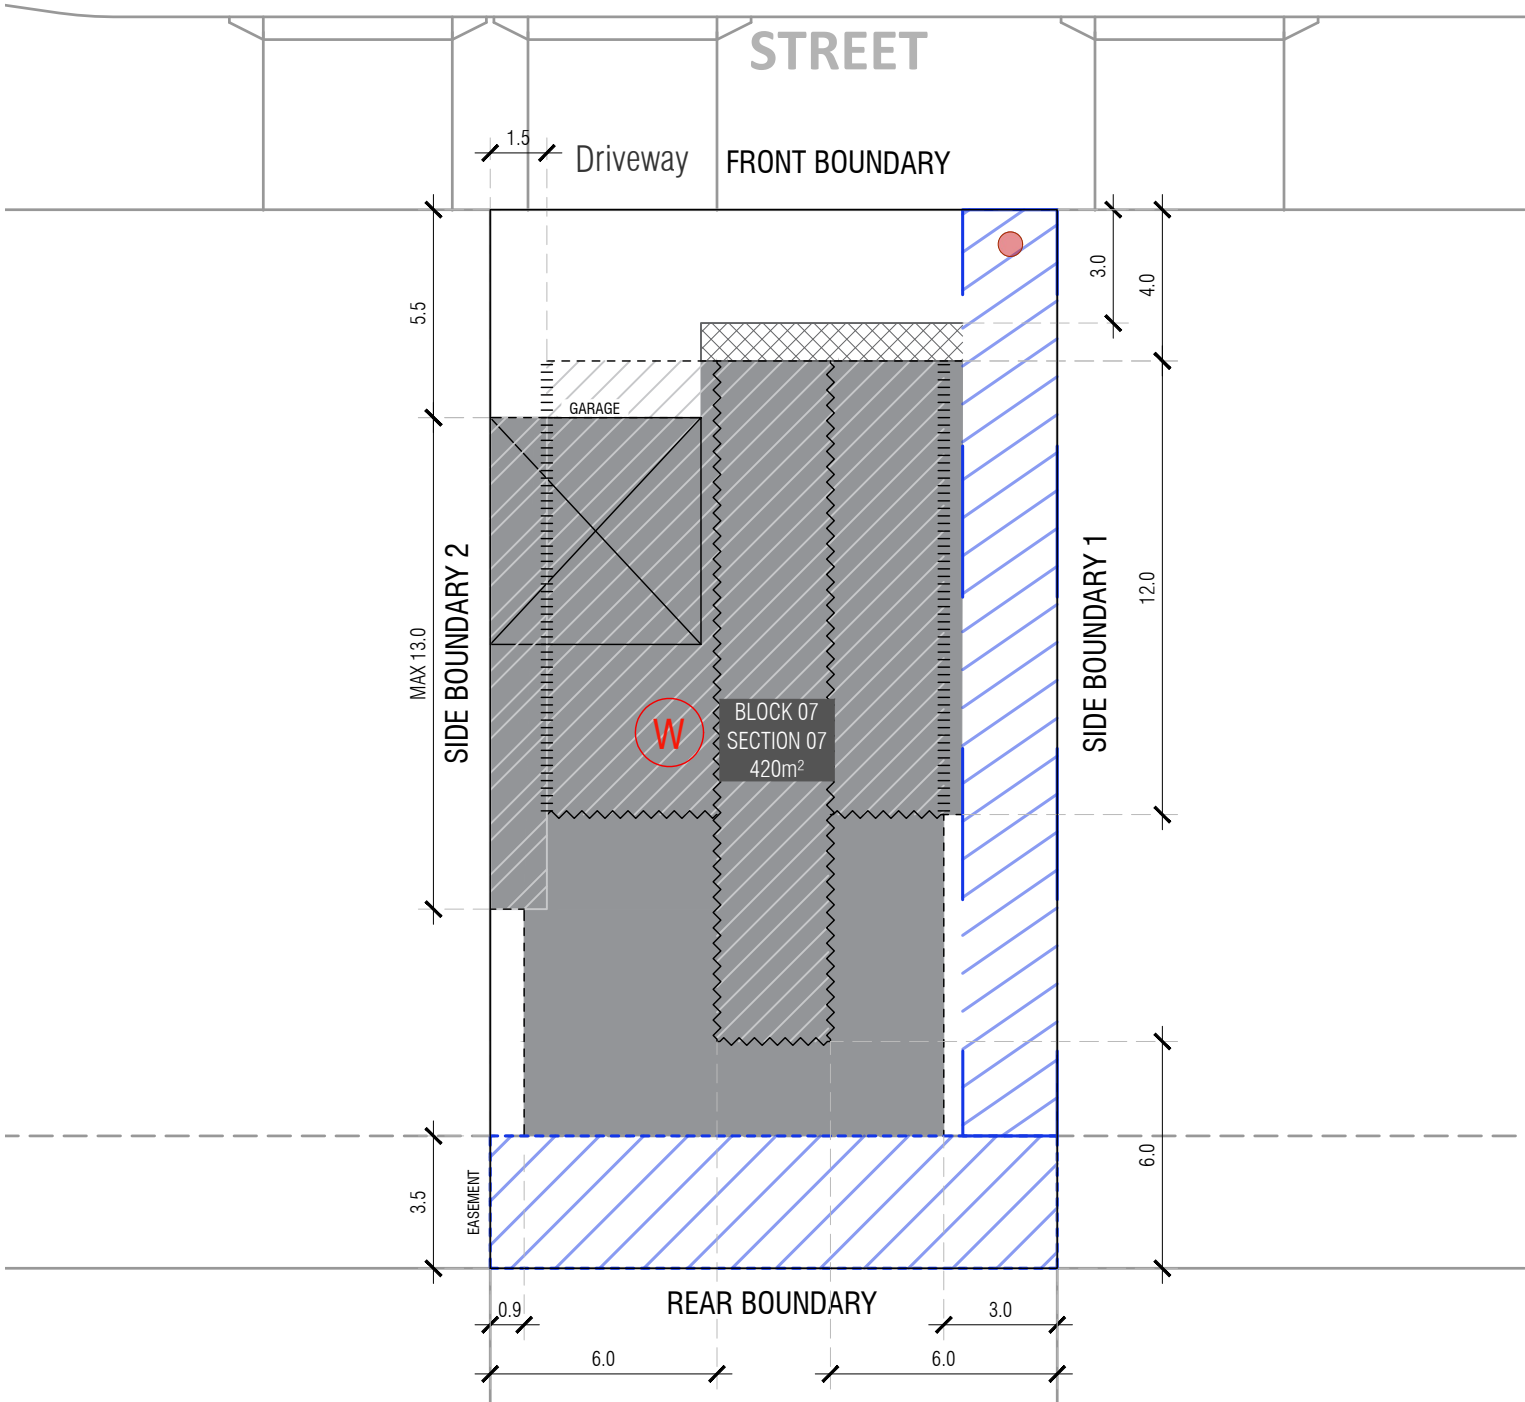 STREET
1.5
Driveway
FRONT BOUNDARY
3.0
4.0
5.5
GARAGE
12.0
SIDE BOUNDARY 2
SIDE BOUNDARY 1
MAX 13.0
W
BLOCK 07
SECTION 07
420m²
6.0
3.5
EASEMENT
REAR BOUNDARY
0.9
3.0
6.0
6.0